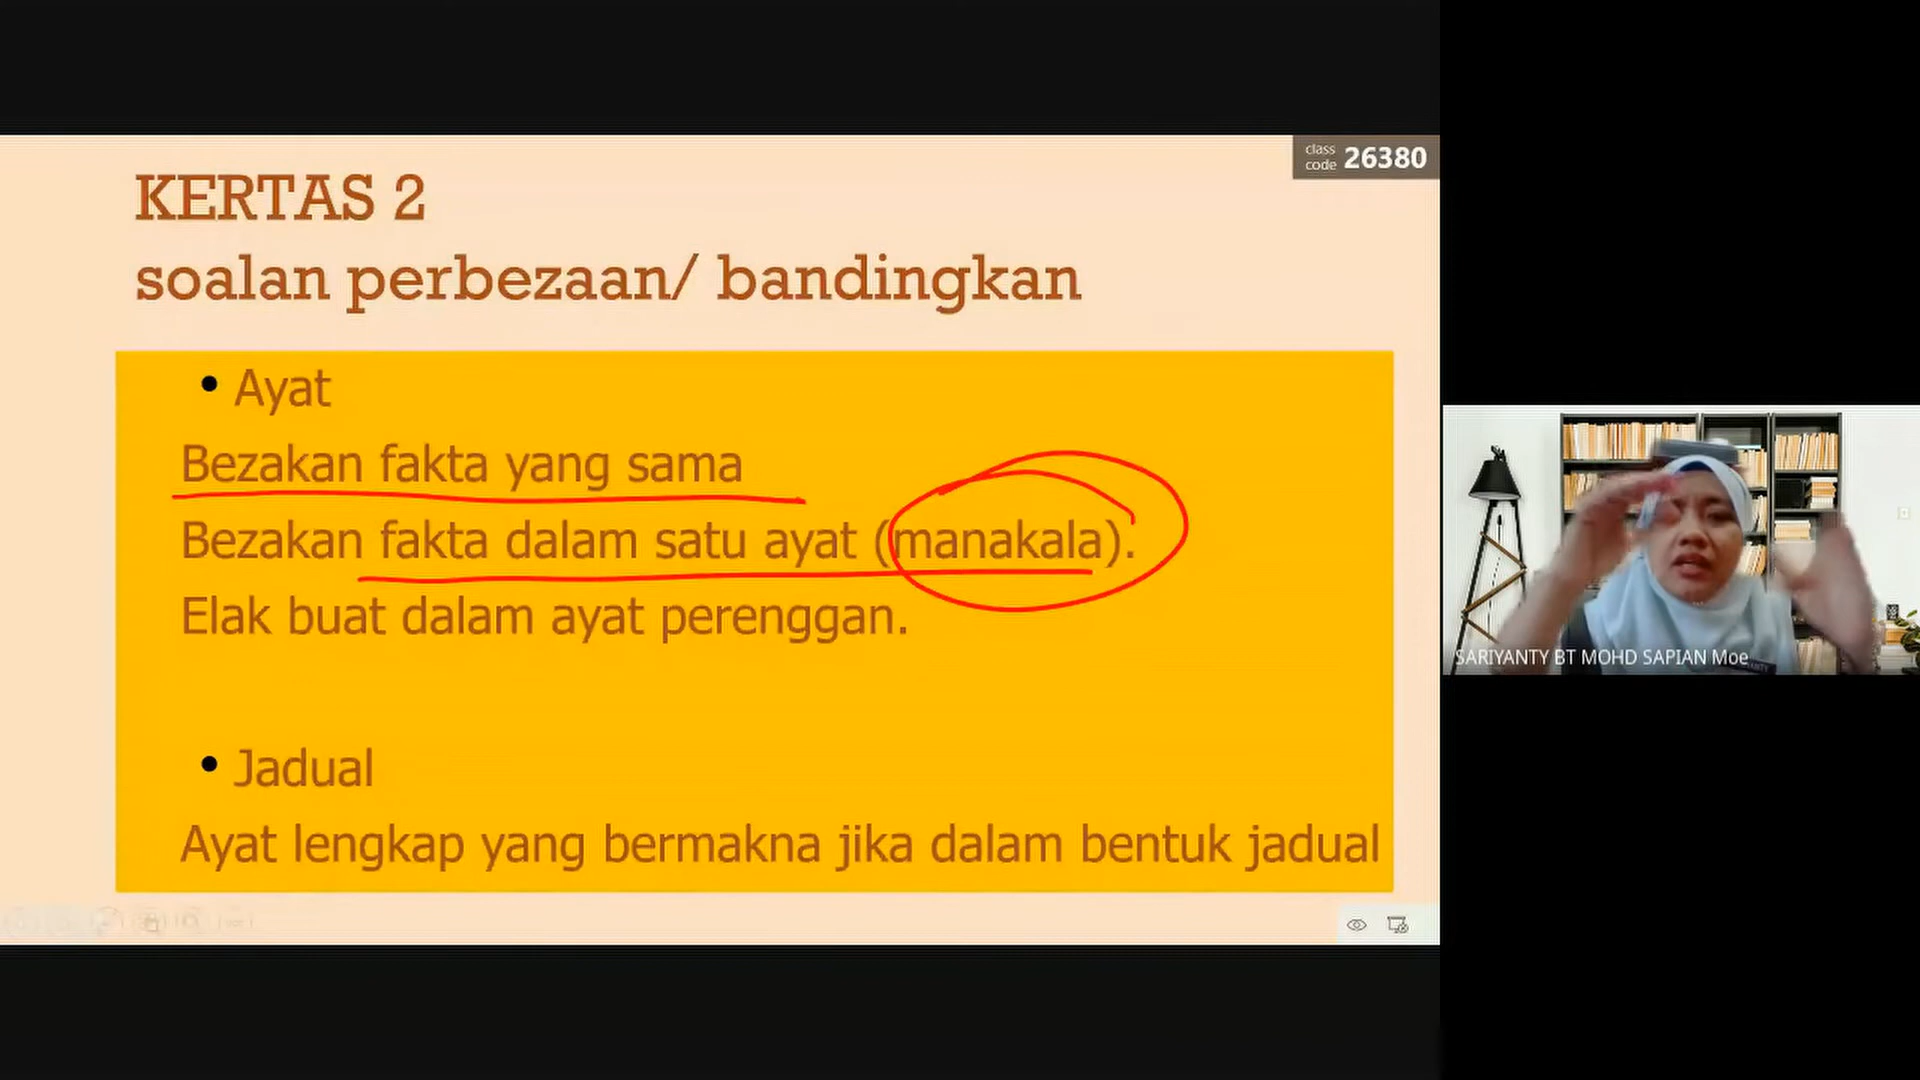 class code 26380
KERTAS 2
soalan perbezaan/ bandingkan
• Ayat
Bezakan fakta yang sama
Bezakan fakta dalam satu ayat (manakala).
Elak buat dalam ayat perenggan.
• Jadual
Ayat lengkap yang bermakna jika dalam bentuk jadual
SARIYANTY BT MOHD SAPIAN Moe